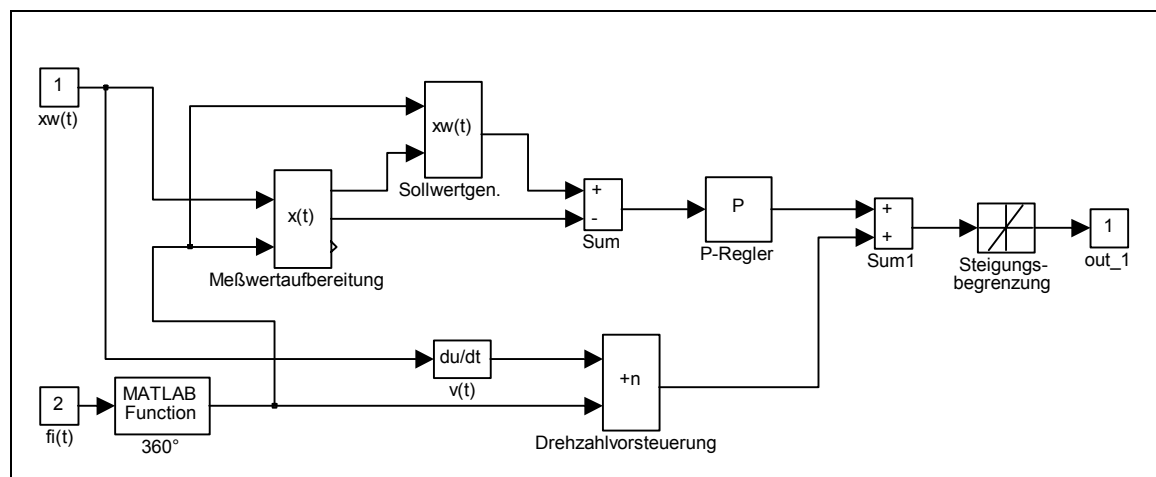 1
xw(t)
xw(t)
Sollwertgen.
x(t)
Meßwertaufbereitung
+
-
Sum
P
P-Regler
+
+
Sum1
Steigungs-
begrenzung
1
out_1
du/dt
v(t)
+n
Drehzahlvorsteuerung
2
fi(t)
MATLAB
Function
360°